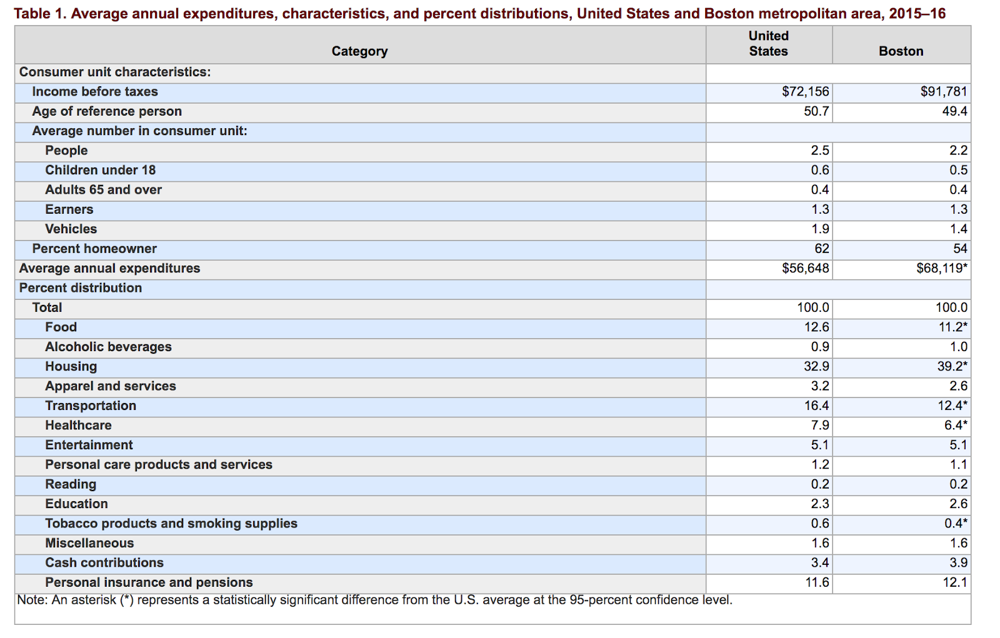 Table 1. Average annual expenditures, characteristics, and percent distributions, United States and Boston metropolitan area, 2015–16
Category United States Boston
Consumer unit characteristics:
Income before taxes $72,156 $91,781
Age of reference person 50.7 49.4
Average number in consumer unit:
People 2.5 2.2
Children under 18 0.6 0.5
Adults 65 and over 0.4 0.4
Earners 1.3 1.3
Vehicles 1.9 1.4
Percent homeowner 62 54
Average annual expenditures $56,648 $68,119*
Percent distribution
Total 100.0 100.0
Food 12.6 11.2*
Alcoholic beverages 0.9 1.0
Housing 32.9 39.2*
Apparel and services 3.2 2.6
Transportation 16.4 12.4*
Healthcare 7.9 6.4*
Entertainment 5.1 5.1
Personal care products and services 1.2 1.1
Reading 0.2 0.2
Education 2.3 2.6
Tobacco products and smoking supplies 0.6 0.4*
Miscellaneous 1.6 1.6
Cash contributions 3.4 3.9
Personal insurance and pensions 11.6 12.1
Note: An asterisk (*) represents a statistically significant difference from the U.S. average at the 95-percent confidence level.